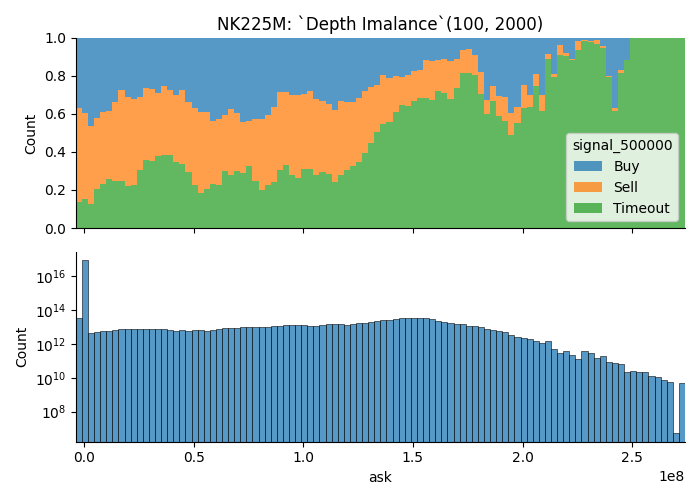 NK225M: `Depth Imalance`(100, 2000)
1.0
0.8
0.6
0.4
0.2
0.0
Count
signal_500000
Buy
Sell
Timeout
10^16
10^14
10^12
10^10
10^8
Count
0.0 0.5 1.0 1.5 2.0 2.5
1e8
ask